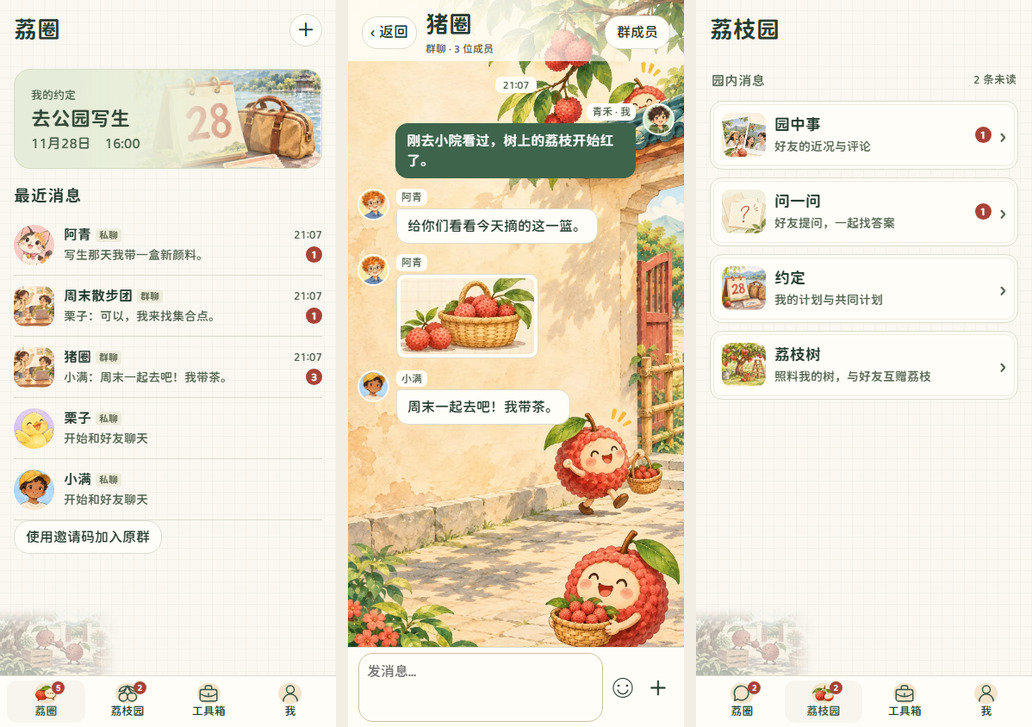 荔圈
+
我的约定
去公园写生
11月28日 16:00
28
最近消息
阿青 私聊 21:07
写生那天我带一盒新颜料。 1
周末散步团 群聊 21:07
栗子：可以，我来找集合点。 1
猪圈 群聊 21:07
小满：周末一起去吧！我带茶。 3
栗子 私聊
开始和好友聊天
小满 私聊
开始和好友聊天
使用邀请码加入原群
5 2
荔圈 荔枝园 工具箱 我
‹ 返回 猪圈 群成员
群聊 · 3 位成员
21:07
青禾 · 我
刚去小院看过，树上的荔枝开始红
了。
阿青
给你们看看今天摘的这一篮。
阿青
小满
周末一起去吧！我带茶。
发消息…
+
荔枝园
园内消息 2 条未读
园中事
好友的近况与评论 1 ›
?
问一问
好友提问，一起找答案 1 ›
28
约定
我的计划与共同计划 ›
荔枝树
照料我的树，与好友互赠荔枝 ›
2 2
荔圈 荔枝园 工具箱 我